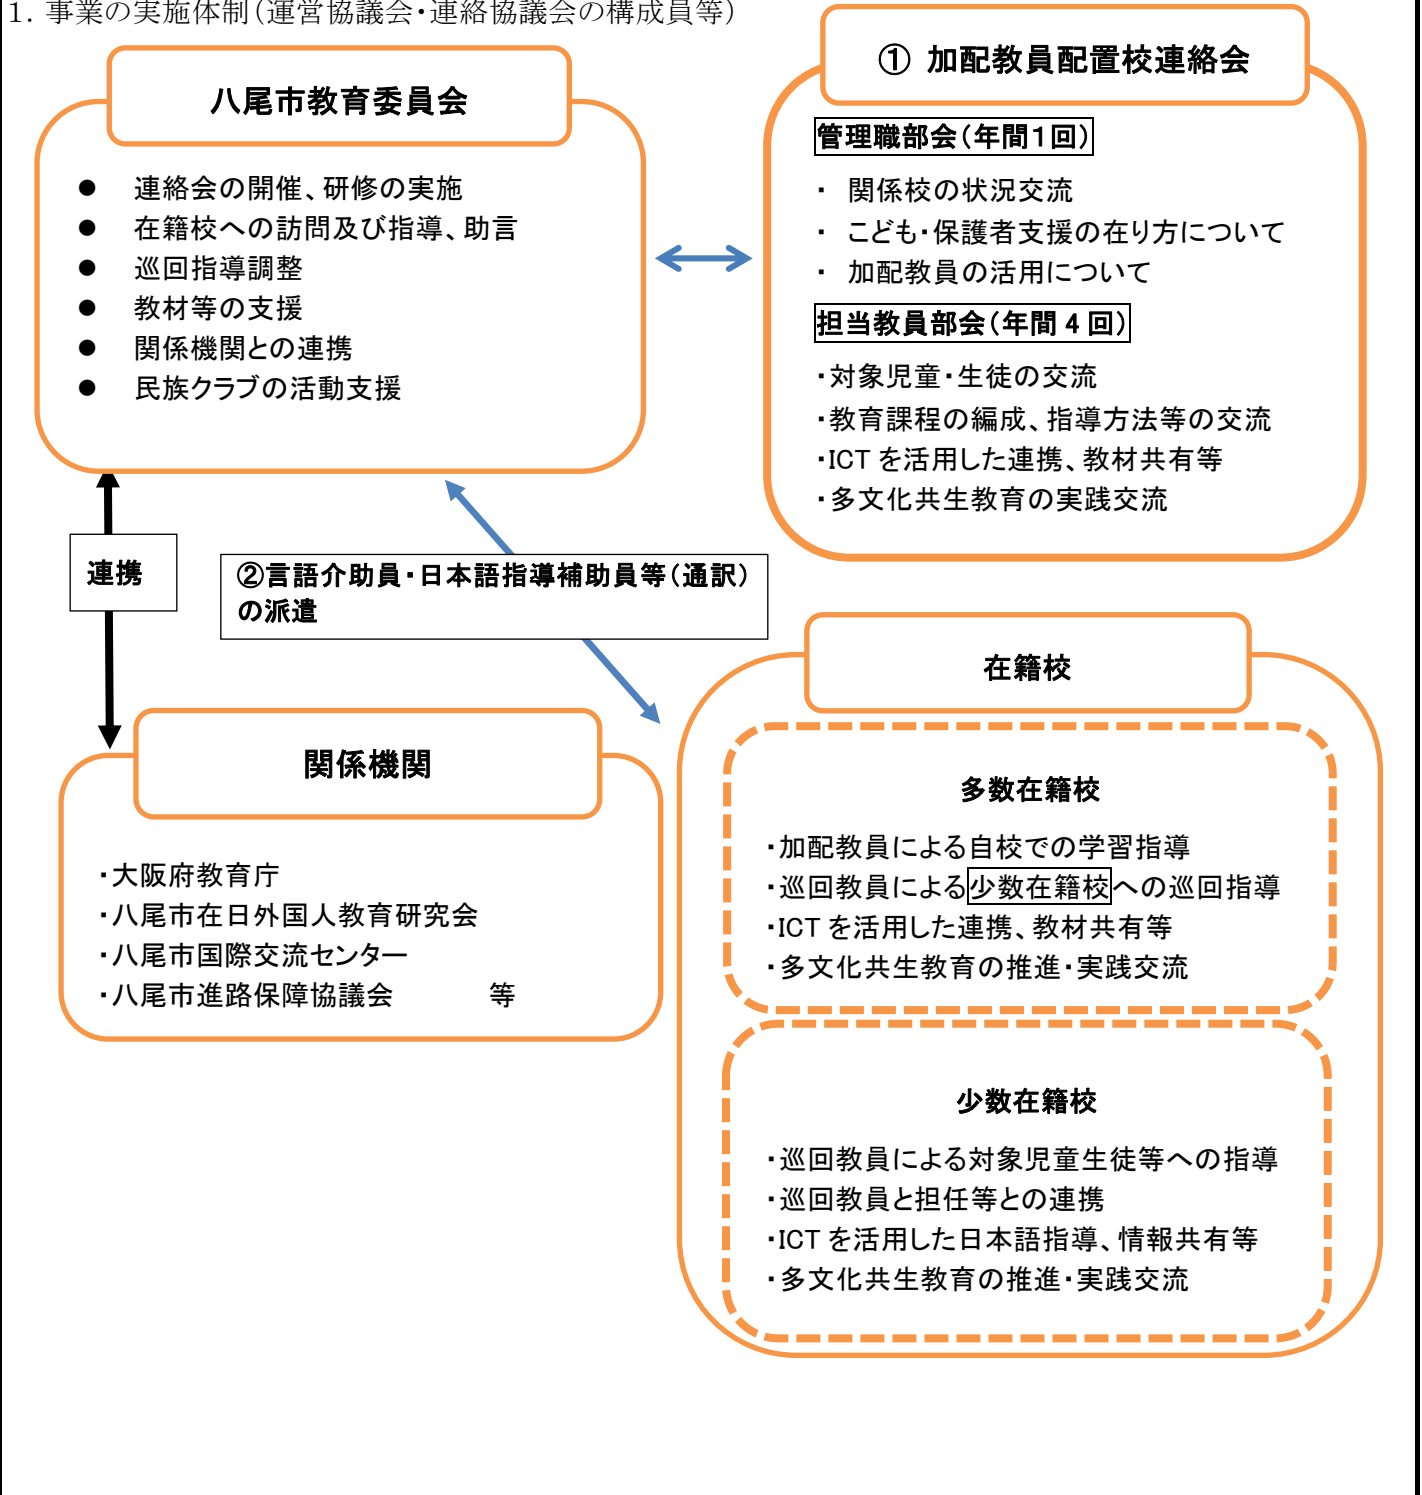 1. 事業の実施体制（運営協議会・連絡協議会の構成員等）
八尾市教育委員会
● 連絡会の開催、研修の実施
● 在籍校への訪問及び指導、助言
● 巡回指導調整
● 教材等の支援
● 関係機関との連携
● 民族クラブの活動支援
① 加配教員配置校連絡会
管理職部会（年間１回）
・ 関係校の状況交流
・ こども・保護者支援の在り方について
・ 加配教員の活用について
担当教員部会（年間 4 回）
・対象児童・生徒の交流
・教育課程の編成、指導方法等の交流
・ICT を活用した連携、教材共有等
・多文化共生教育の実践交流
連携
②言語介助員・日本語指導補助員等（通訳）
の派遣
関係機関
・大阪府教育庁
・八尾市在日外国人教育研究会
・八尾市国際交流センター
・八尾市進路保障協議会 等
在籍校
多数在籍校
・加配教員による自校での学習指導
・巡回教員による少数在籍校への巡回指導
・ICT を活用した連携、教材共有等
・多文化共生教育の推進・実践交流
少数在籍校
・巡回教員による対象児童生徒等への指導
・巡回教員と担任等との連携
・ICT を活用した日本語指導、情報共有等
・多文化共生教育の推進・実践交流